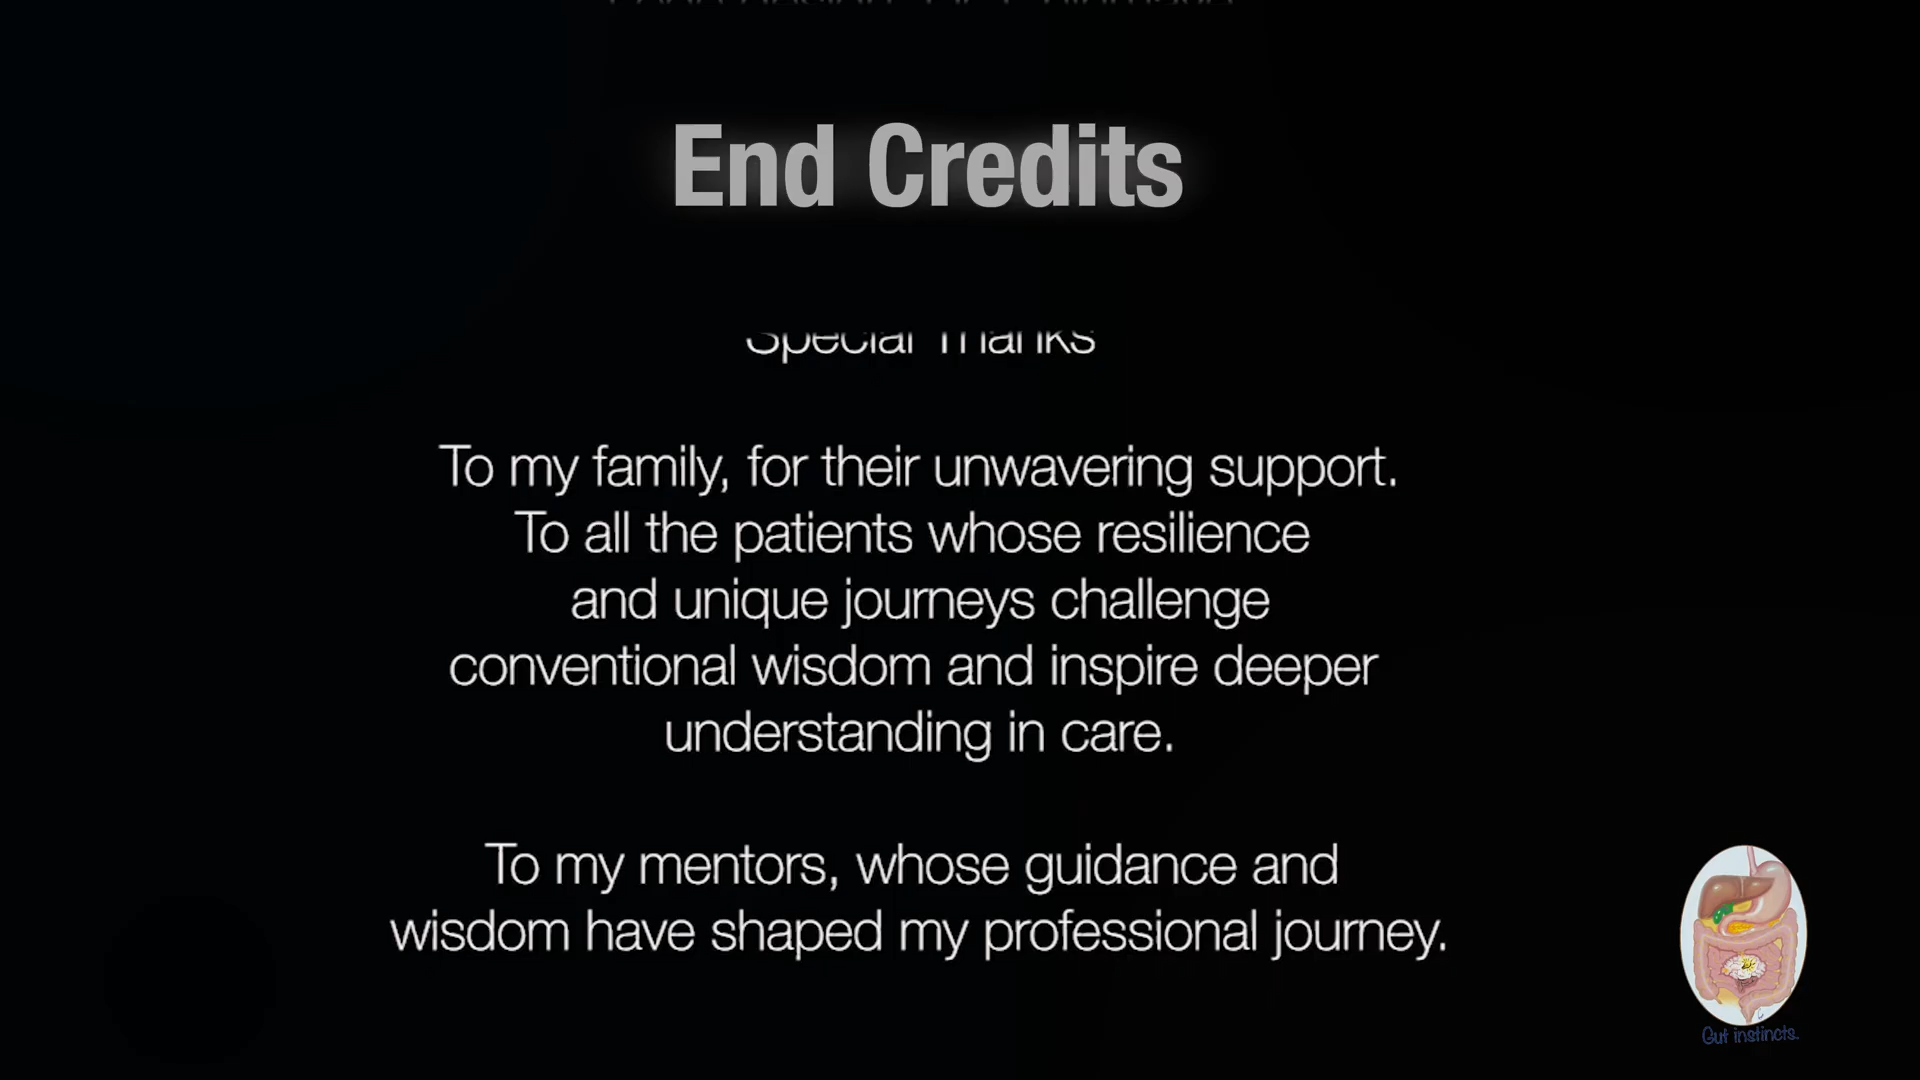 End Credits
Special Thanks
To my family, for their unwavering support.
To all the patients whose resilience
and unique journeys challenge
conventional wisdom and inspire deeper
understanding in care.
To my mentors, whose guidance and
wisdom have shaped my professional journey.
Gut instincts.